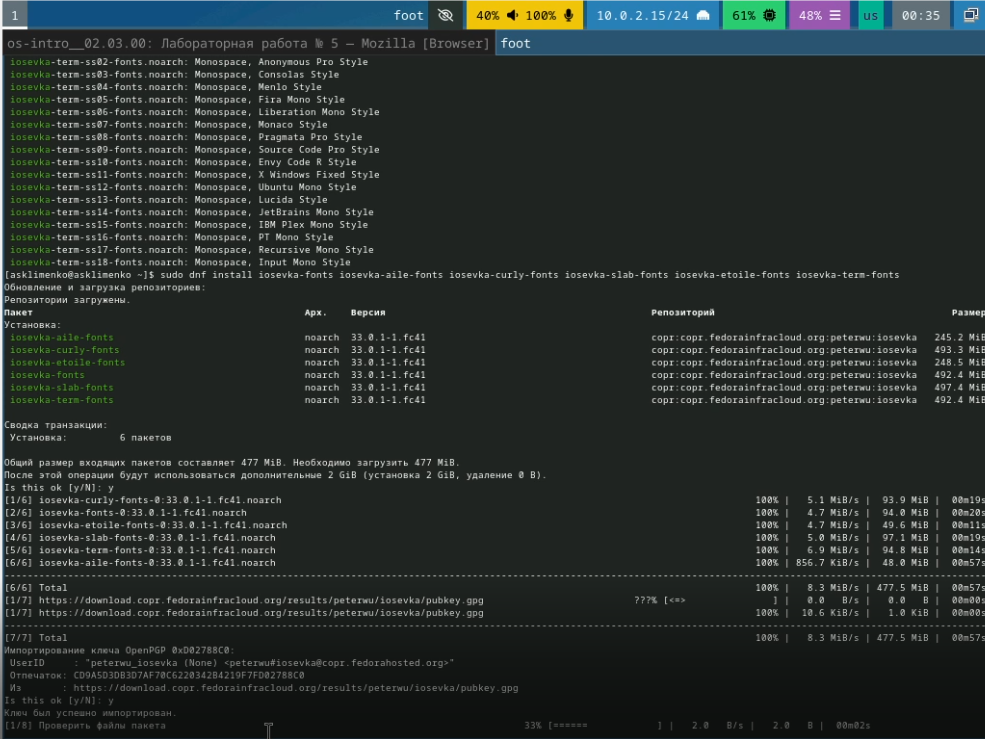 1 foot 40% 100% 10.0.2.15/24 61% 48% us 00:35
os-intro__02.03.00: Лабораторная работа № 5 — Mozilla [Browser] foot
iosevka-term-ss02-fonts.noarch: Monospace, Anonymous Pro Style
iosevka-term-ss03-fonts.noarch: Monospace, Consolas Style
iosevka-term-ss04-fonts.noarch: Monospace, Menlo Style
iosevka-term-ss05-fonts.noarch: Monospace, Fira Mono Style
iosevka-term-ss06-fonts.noarch: Monospace, Liberation Mono Style
iosevka-term-ss07-fonts.noarch: Monospace, Monaco Style
iosevka-term-ss08-fonts.noarch: Monospace, Pragmata Pro Style
iosevka-term-ss09-fonts.noarch: Monospace, Source Code Pro Style
iosevka-term-ss10-fonts.noarch: Monospace, Envy Code R Style
iosevka-term-ss11-fonts.noarch: Monospace, X Windows Fixed Style
iosevka-term-ss12-fonts.noarch: Monospace, Ubuntu Mono Style
iosevka-term-ss13-fonts.noarch: Monospace, Lucida Style
iosevka-term-ss14-fonts.noarch: Monospace, JetBrains Mono Style
iosevka-term-ss15-fonts.noarch: Monospace, IBM Plex Mono Style
iosevka-term-ss16-fonts.noarch: Monospace, PT Mono Style
iosevka-term-ss17-fonts.noarch: Monospace, Recursive Mono Style
iosevka-term-ss18-fonts.noarch: Monospace, Input Mono Style
[asklimenko@asklimenko ~]$ sudo dnf install iosevka-fonts iosevka-aile-fonts iosevka-curly-fonts iosevka-slab-fonts iosevka-etoile-fonts iosevka-term-fonts
Обновление и загрузка репозиториев:
Репозитории загружены.
Пакет Арх. Версия Репозиторий Размер
Установка:
iosevka-aile-fonts noarch 33.0.1-1.fc41 copr:copr.fedorainfracloud.org:peterwu:iosevka 245.2 MiB
iosevka-curly-fonts noarch 33.0.1-1.fc41 copr:copr.fedorainfracloud.org:peterwu:iosevka 493.3 MiB
iosevka-etoile-fonts noarch 33.0.1-1.fc41 copr:copr.fedorainfracloud.org:peterwu:iosevka 248.5 MiB
iosevka-fonts noarch 33.0.1-1.fc41 copr:copr.fedorainfracloud.org:peterwu:iosevka 492.4 MiB
iosevka-slab-fonts noarch 33.0.1-1.fc41 copr:copr.fedorainfracloud.org:peterwu:iosevka 497.4 MiB
iosevka-term-fonts noarch 33.0.1-1.fc41 copr:copr.fedorainfracloud.org:peterwu:iosevka 492.4 MiB
Сводка транзакции:
Установка: 6 пакетов
Общий размер входящих пакетов составляет 477 MiB. Необходимо загрузить 477 MiB.
После этой операции будут использоваться дополнительные 2 GiB (установка 2 GiB, удаление 0 B).
Is this ok [y/N]: y
[1/6] iosevka-curly-fonts-0:33.0.1-1.fc41.noarch 100% | 5.1 MiB/s | 93.9 MiB | 00m19s
[2/6] iosevka-fonts-0:33.0.1-1.fc41.noarch 100% | 4.7 MiB/s | 94.0 MiB | 00m20s
[3/6] iosevka-etoile-fonts-0:33.0.1-1.fc41.noarch 100% | 4.7 MiB/s | 49.6 MiB | 00m11s
[4/6] iosevka-slab-fonts-0:33.0.1-1.fc41.noarch 100% | 5.0 MiB/s | 97.1 MiB | 00m19s
[5/6] iosevka-term-fonts-0:33.0.1-1.fc41.noarch 100% | 6.9 MiB/s | 94.8 MiB | 00m14s
[6/6] iosevka-aile-fonts-0:33.0.1-1.fc41.noarch 100% | 856.7 KiB/s | 48.0 MiB | 00m57s
[6/6] Total 100% | 8.3 MiB/s | 477.5 MiB | 00m57s
[1/7] https://download.copr.fedorainfracloud.org/results/peterwu/iosevka/pubkey.gpg ???% [<=> ] | 0.0 B/s | 0.0 B | 00m00s
[1/7] https://download.copr.fedorainfracloud.org/results/peterwu/iosevka/pubkey.gpg 100% | 10.6 KiB/s | 1.0 KiB | 00m00s
[7/7] Total 100% | 8.3 MiB/s | 477.5 MiB | 00m57s
Импортирование ключа OpenPGP 0xD02788C0:
UserID : "peterwu_iosevka (None) <peterwu#iosevka@copr.fedorahosted.org>"
Отпечаток: CD9A5D3DB3D7AF70C6220342B4219F7FD02788C0
Из : https://download.copr.fedorainfracloud.org/results/peterwu/iosevka/pubkey.gpg
Is this ok [y/N]: y
Ключ был успешно импортирован.
[1/8] Проверить файлы пакета 33% [====== ] | 2.0 B/s | 2.0 B | 00m02s